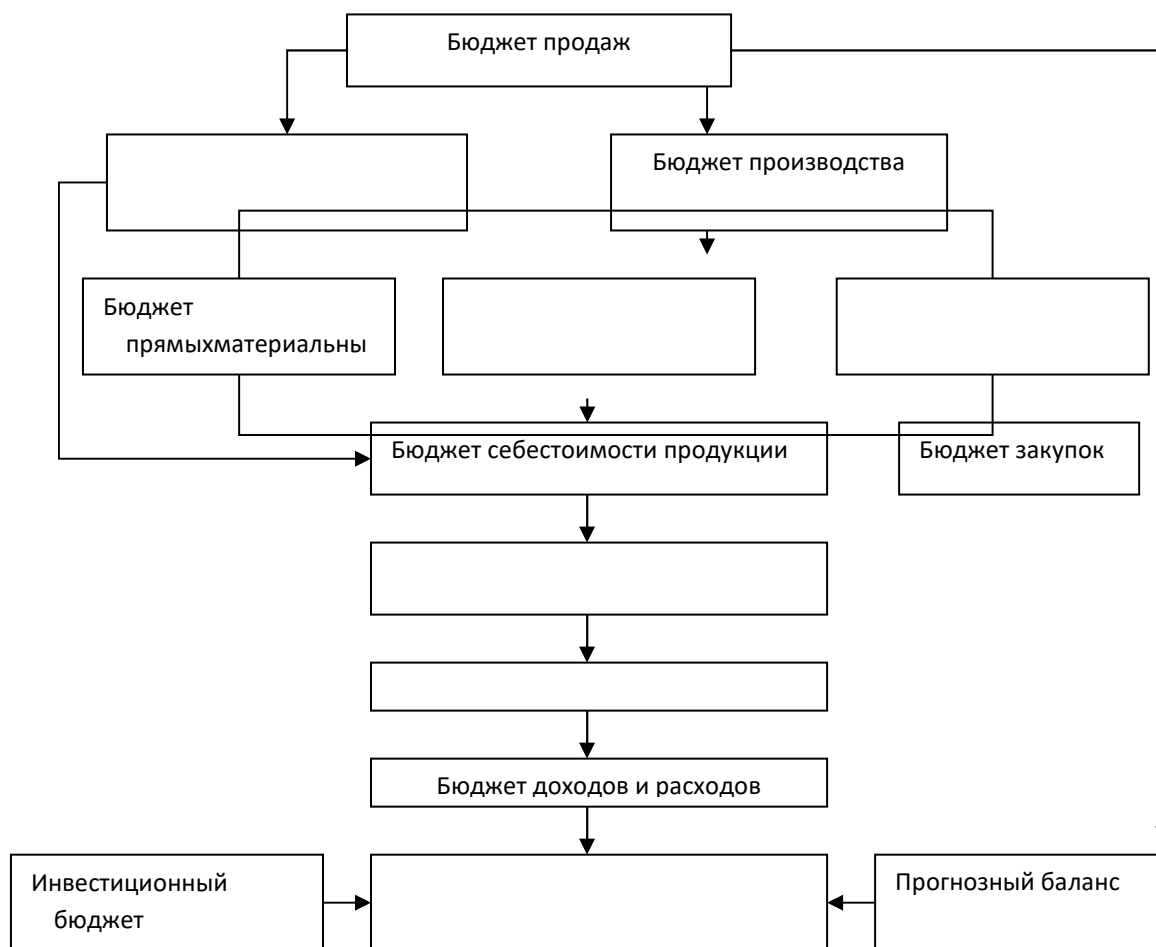 Бюджет продаж
Бюджет производства
Бюджет
прямыхматериальны
Бюджет себестоимости продукции
Бюджет закупок
Бюджет доходов и расходов
Инвестиционный
бюджет
Прогнозный баланс